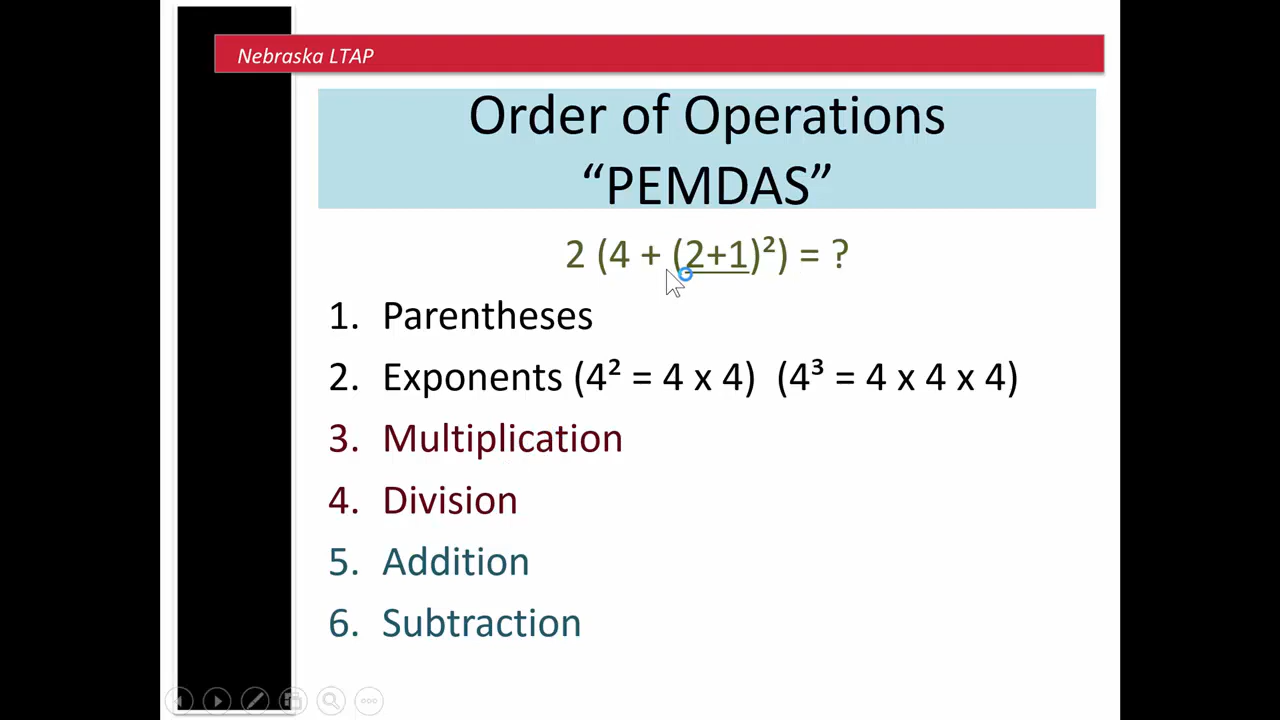 Nebraska LTAP
Order of Operations
“PEMDAS”
2 (4 + (2+1)²) = ?
1. Parentheses
2. Exponents (4² = 4 x 4) (4³ = 4 x 4 x 4)
3. Multiplication
4. Division
5. Addition
6. Subtraction